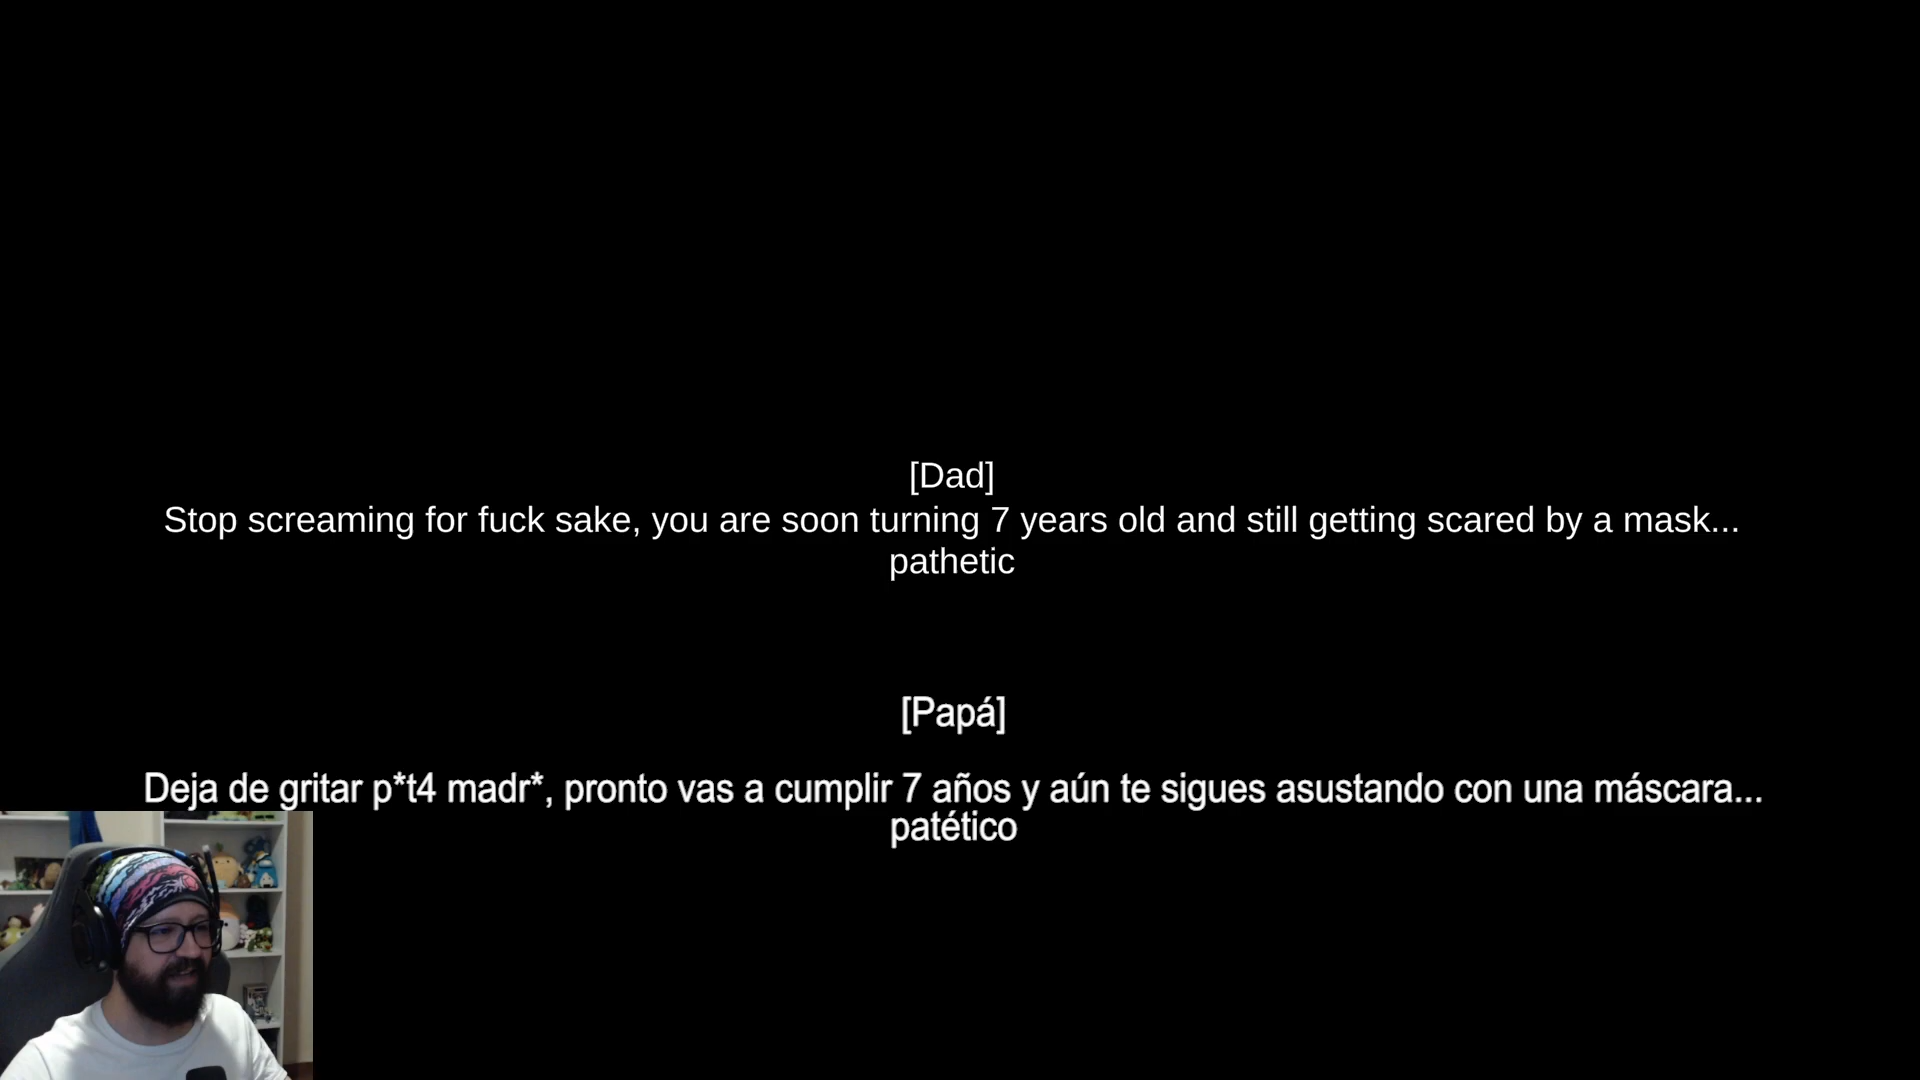 [Dad]
Stop screaming for fuck sake, you are soon turning 7 years old and still getting scared by a mask...
pathetic
[Papá]
Deja de gritar p*t4 madr*, pronto vas a cumplir 7 años y aún te sigues asustando con una máscara...
patético